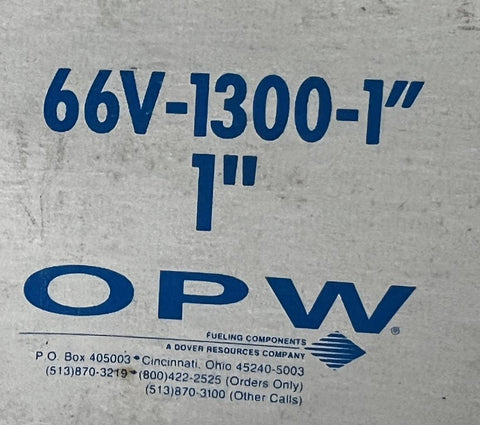 66V-1300-1"
1"
OPW®
FUELING COMPONENTS
A DOVER RESOURCES COMPANY
P.O. Box 405003 • Cincinnati, Ohio 45240-5003
(513)870-3219 • (800)422-2525 (Orders Only)
(513)870-3100 (Other Calls)